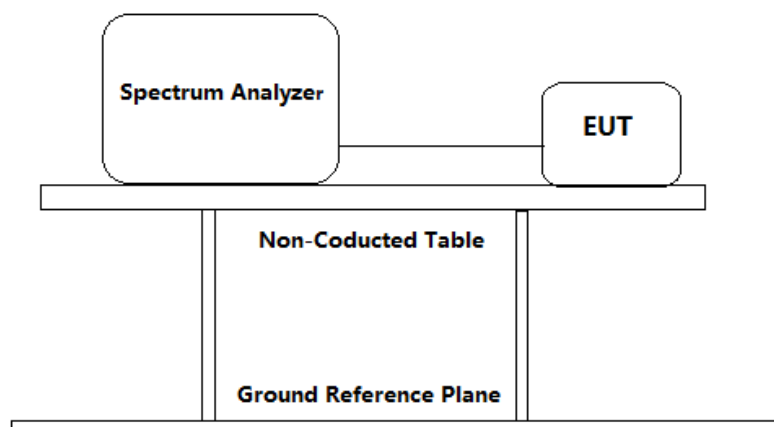 Spectrum Analyzer
EUT
Non-Coducted Table
Ground Reference Plane